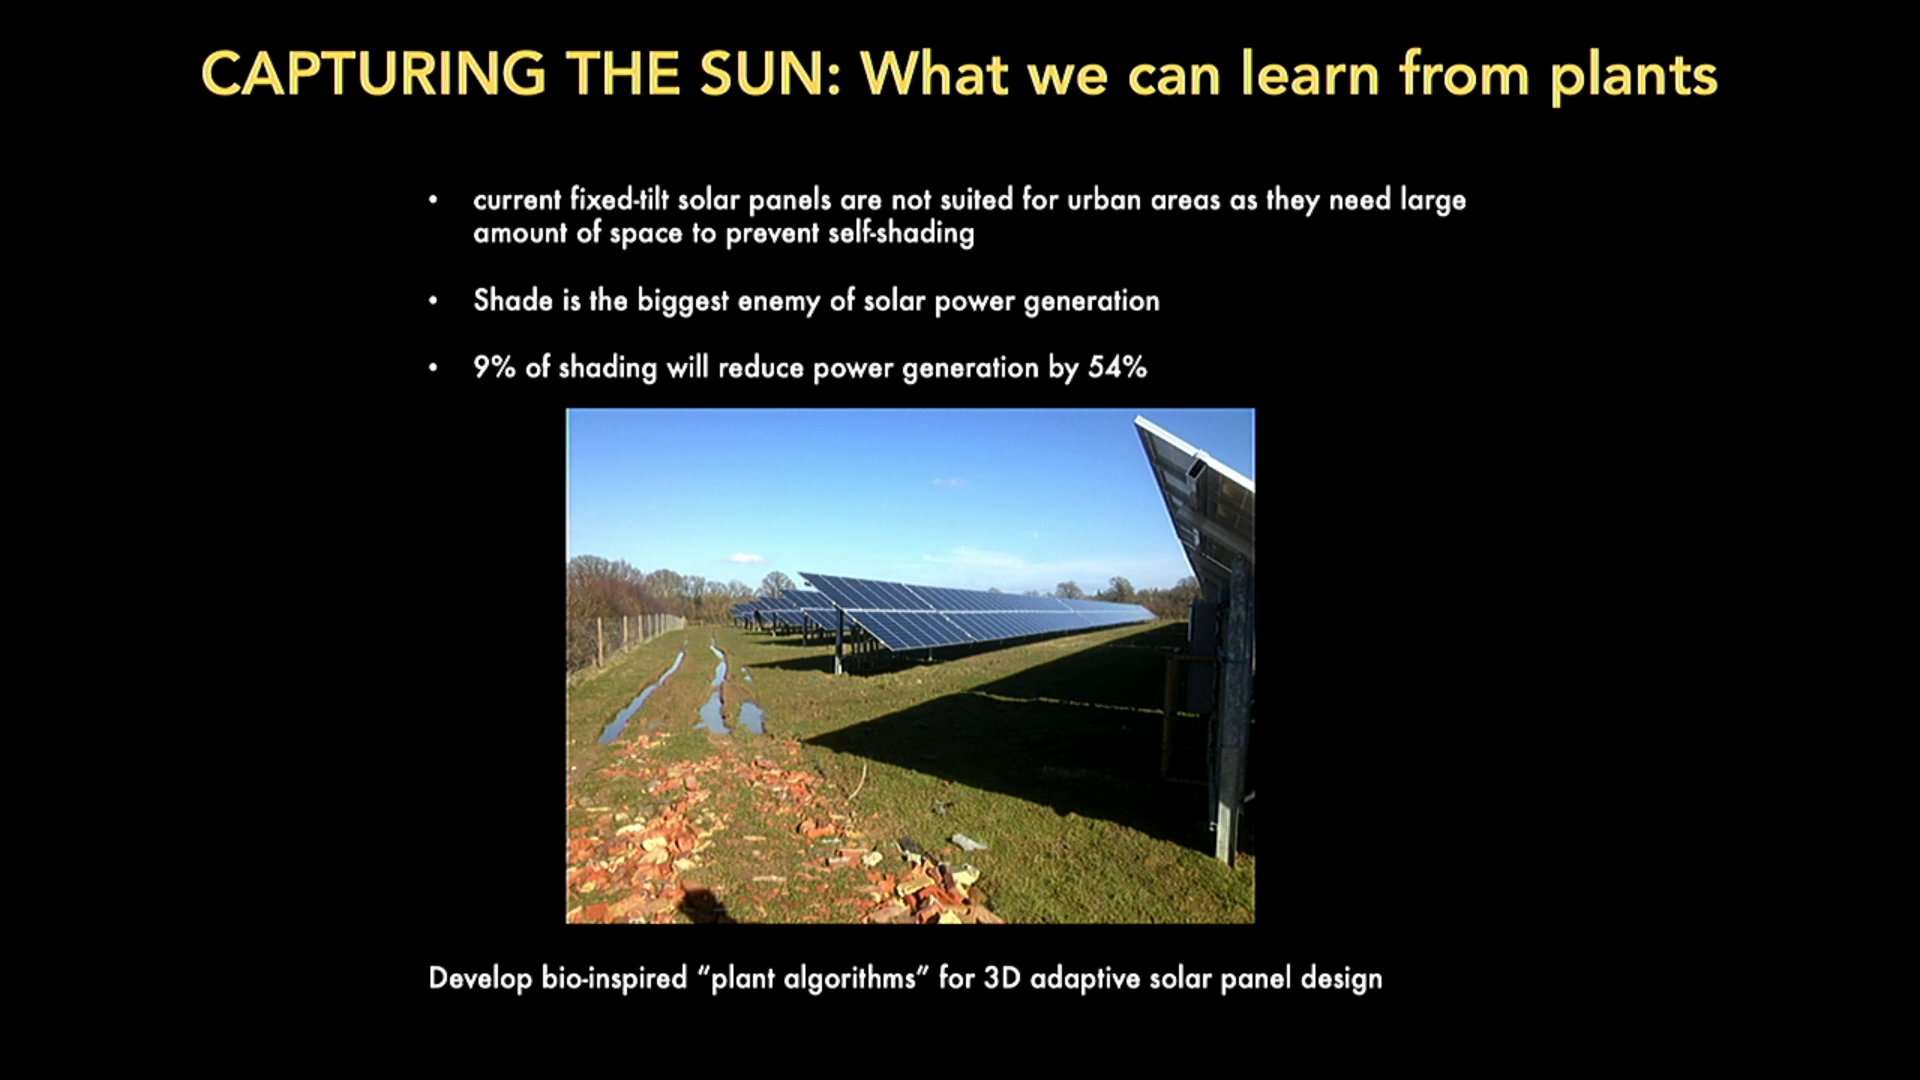 CAPTURING THE SUN: What we can learn from plants
• current fixed-tilt solar panels are not suited for urban areas as they need large
amount of space to prevent self-shading
• Shade is the biggest enemy of solar power generation
• 9% of shading will reduce power generation by 54%
Develop bio-inspired “plant algorithms” for 3D adaptive solar panel design